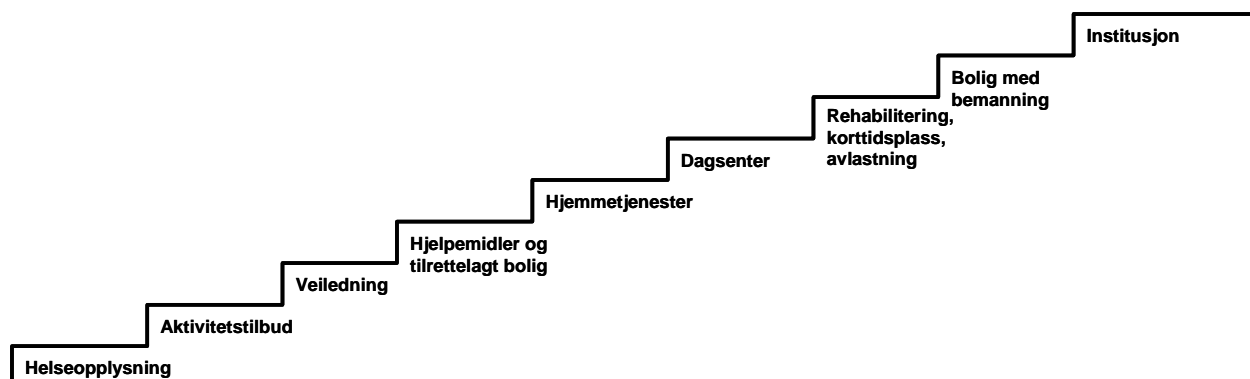 Institusjon
Bolig med
bemanning
Rehabilitering,
korttidsplass,
avlastning
Dagsenter
Hjemmetjenester
Hjelpemidler og
tilrettelagt bolig
Veiledning
Aktivitetstilbud
Helseopplysning